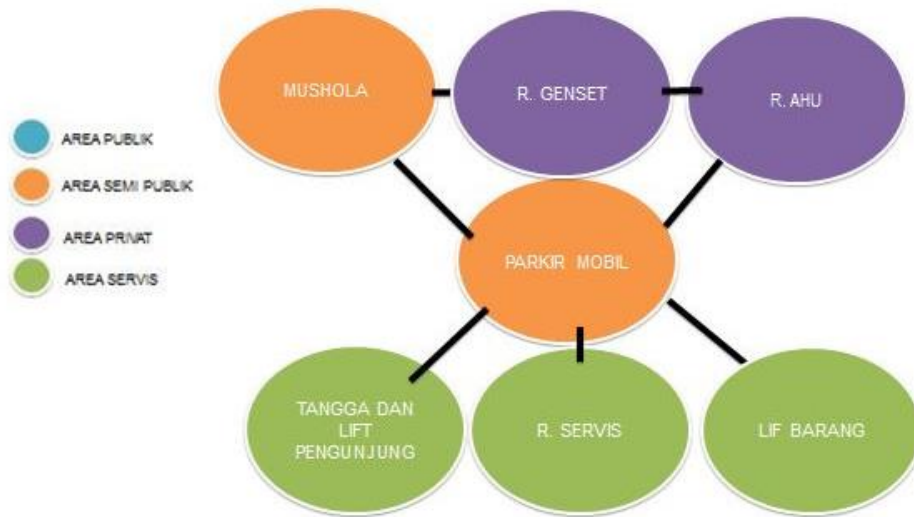 MUSHOLA
R. GENSET
R. AHU
AREA PUBLIK
AREA SEMI PUBLIK
AREA PRIVAT
AREA SERVIS
PARKIR MOBIL
TANGGA DAN
LIFT
PENGUNJUNG
R. SERVIS
LIF BARANG